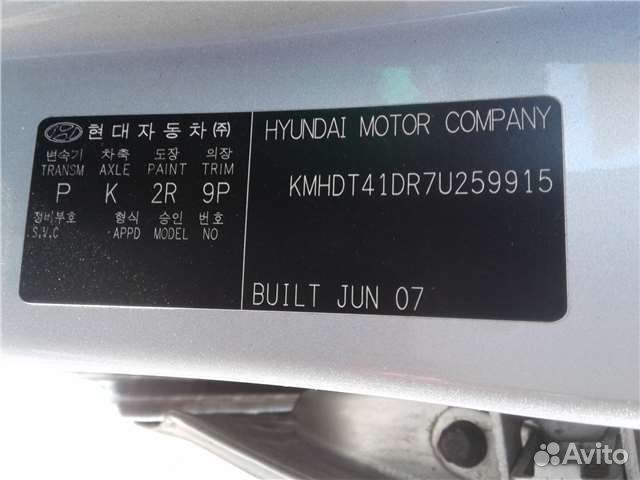 현대자동차(주)
변속기 차축 도장 의장
TRANSM AXLE PAINT TRIM
P K 2R 9P
정비부호 형식 승인 번호
S.V.C APPD MODEL NO
HYUNDAI MOTOR COMPANY
KMHDT41DR7U259915
BUILT JUN 07
Avito